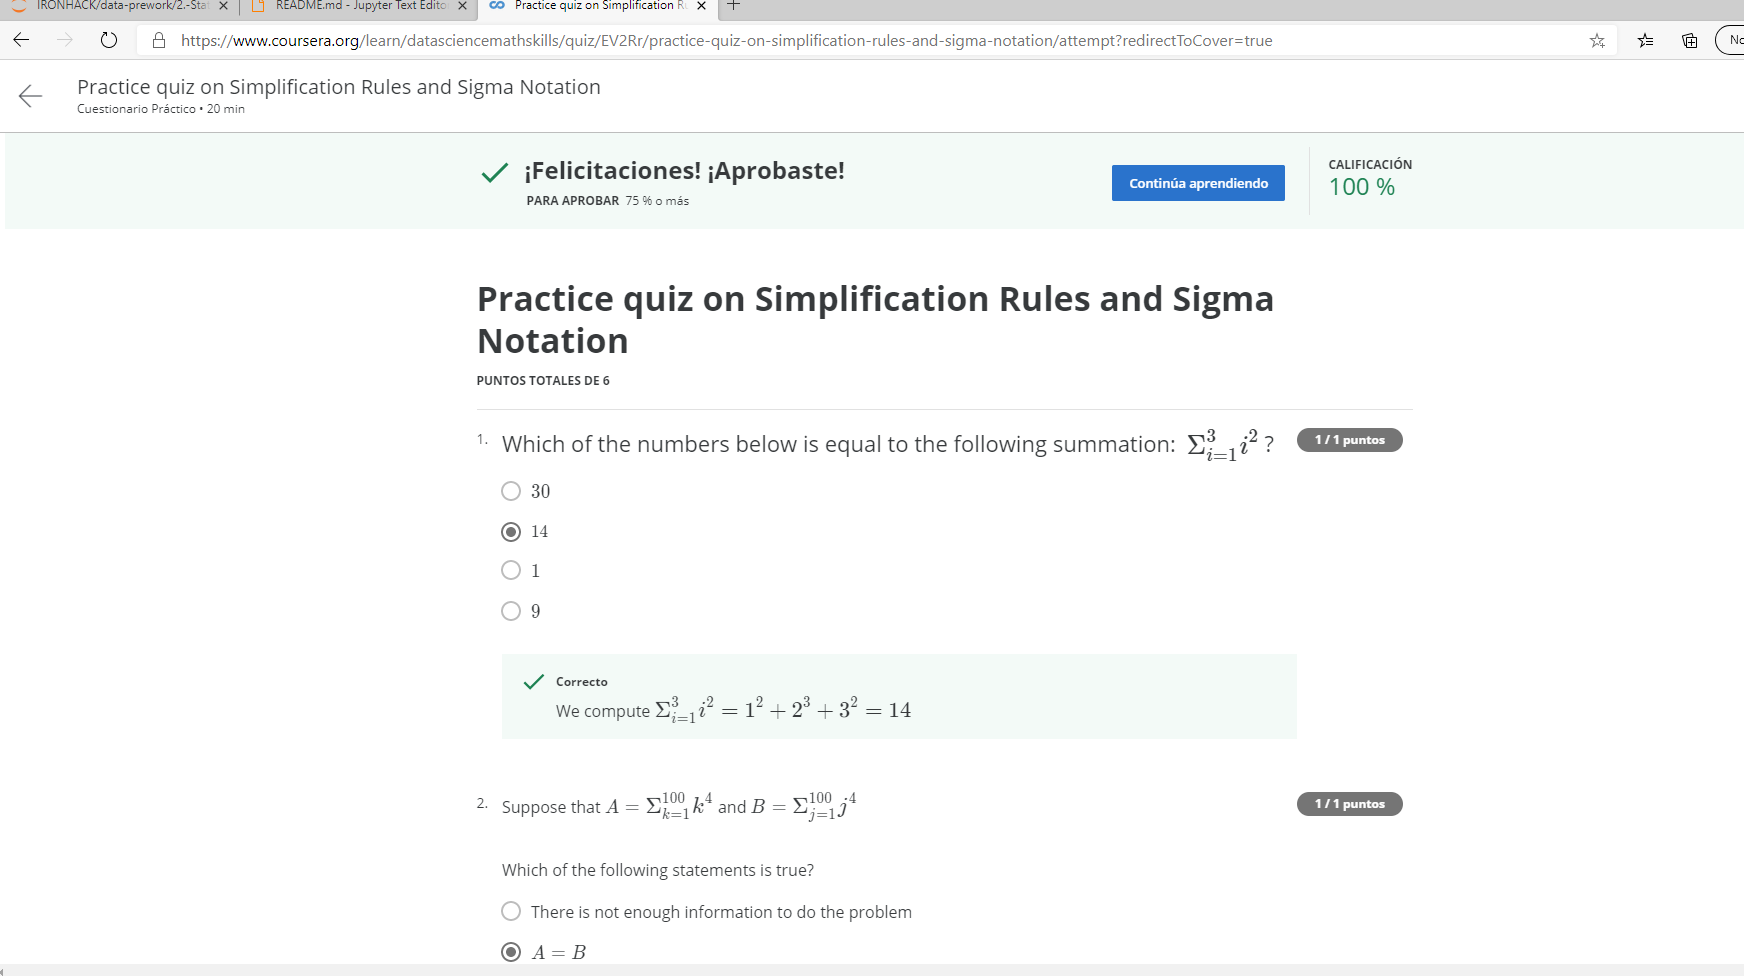 IRONHACK/data-prework/2.-Sta
README.md - Jupyter Text Edito
Practice quiz on Simplification R
https://www.coursera.org/learn/datasciencemathskills/quiz/EV2Rr/practice-quiz-on-simplification-rules-and-sigma-notation/attempt?redirectToCover=true
Practice quiz on Simplification Rules and Sigma Notation
Cuestionario Práctico • 20 min
¡Felicitaciones! ¡Aprobaste!
PARA APROBAR 75 % o más
Continúa aprendiendo
CALIFICACIÓN
100 %
Practice quiz on Simplification Rules and Sigma
Notation
PUNTOS TOTALES DE 6
1. Which of the numbers below is equal to the following summation: Σ_{i=1}^{3} i^2 ?
1 / 1 puntos
30
14
1
9
Correcto
We compute Σ_{i=1}^{3} i^2 = 1^2 + 2^3 + 3^2 = 14
2. Suppose that A = Σ_{k=1}^{100} k^4 and B = Σ_{j=1}^{100} j^4
1 / 1 puntos
Which of the following statements is true?
There is not enough information to do the problem
A = B